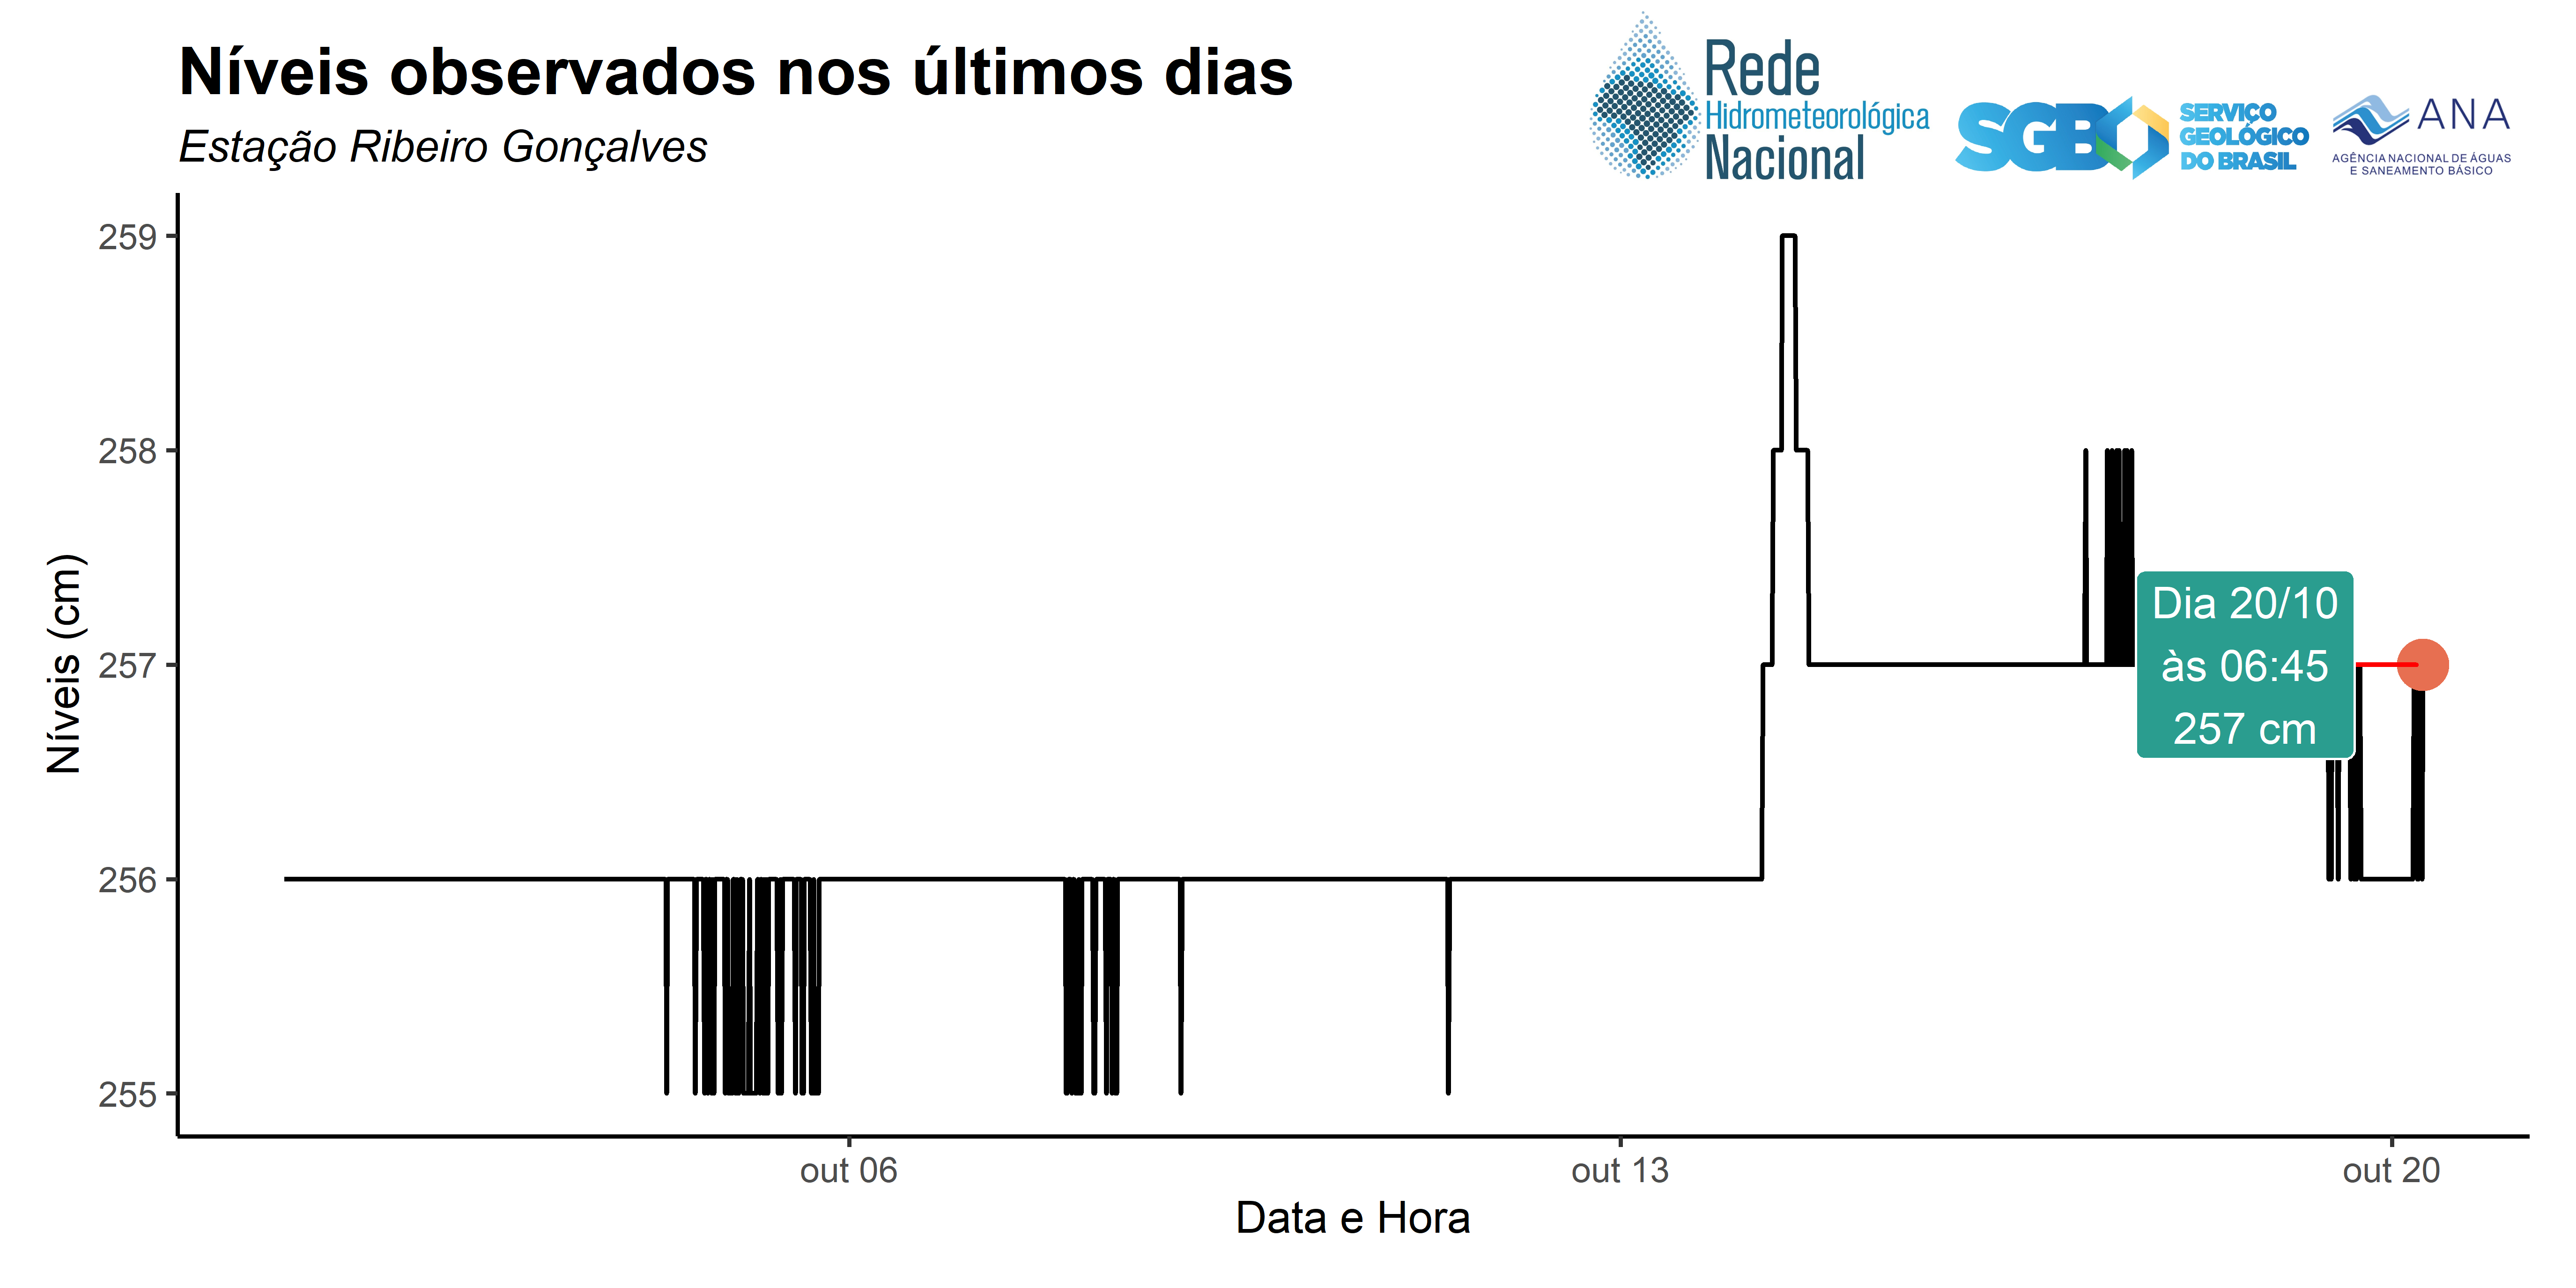 Níveis observados nos últimos dias
Estação Ribeiro Gonçalves
Rede
Hidrometeorológica
Nacional
SGB
SERVIÇO
GEOLÓGICO
DO BRASIL
ANA
AGÊNCIA NACIONAL DE ÁGUAS
E SANEAMENTO BÁSICO
Níveis (cm)
259
258
257
256
255
Dia 20/10
às 06:45
257 cm
out 06
out 13
out 20
Data e Hora